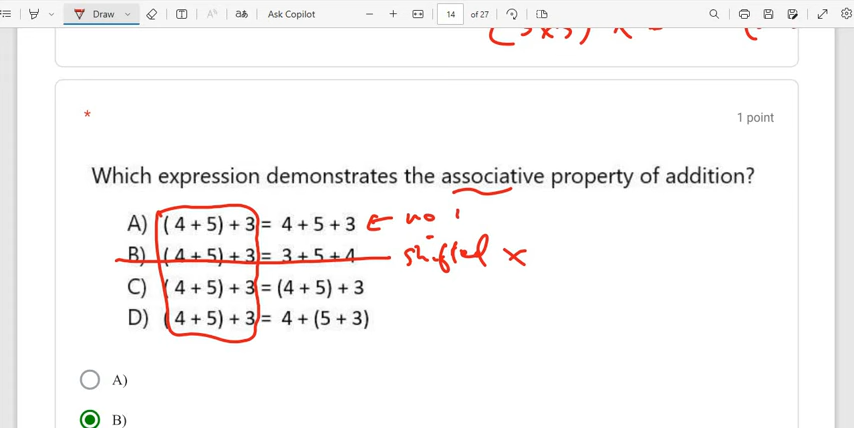 Draw
Ask Copilot
14 of 27
* 1 point
Which expression demonstrates the associative property of addition?
A) (4 + 5) + 3 = 4 + 5 + 3 ← no
B) (4 + 5) + 3 = 3 + 5 + 4 shifted x
C) (4 + 5) + 3 = (4 + 5) + 3
D) (4 + 5) + 3 = 4 + (5 + 3)
A)
B)